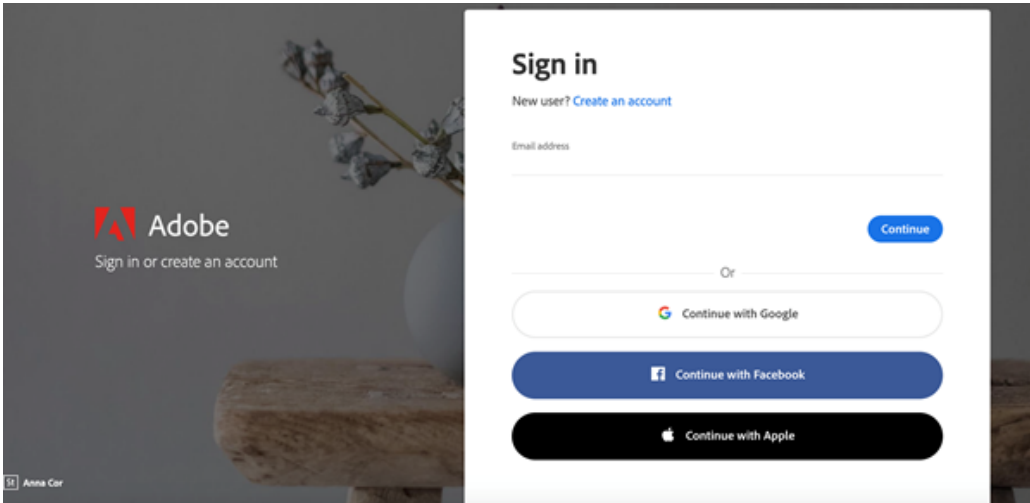 Adobe
Sign in or create an account
St Anna Cor
Sign in
New user? Create an account
Email address
Continue
Or
Continue with Google
Continue with Facebook
Continue with Apple